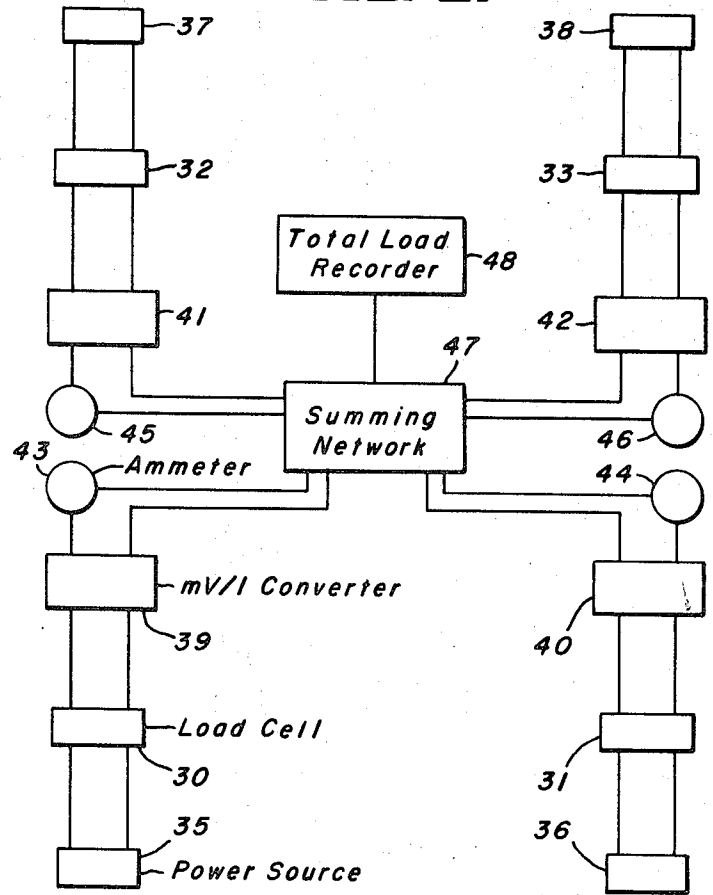 37
38
32
33
Total Load
Recorder
48
41
42
47
Summing
Network
45
46
43
Ammeter
44
mV/I Converter
39
40
Load Cell
30
31
35
Power Source
36